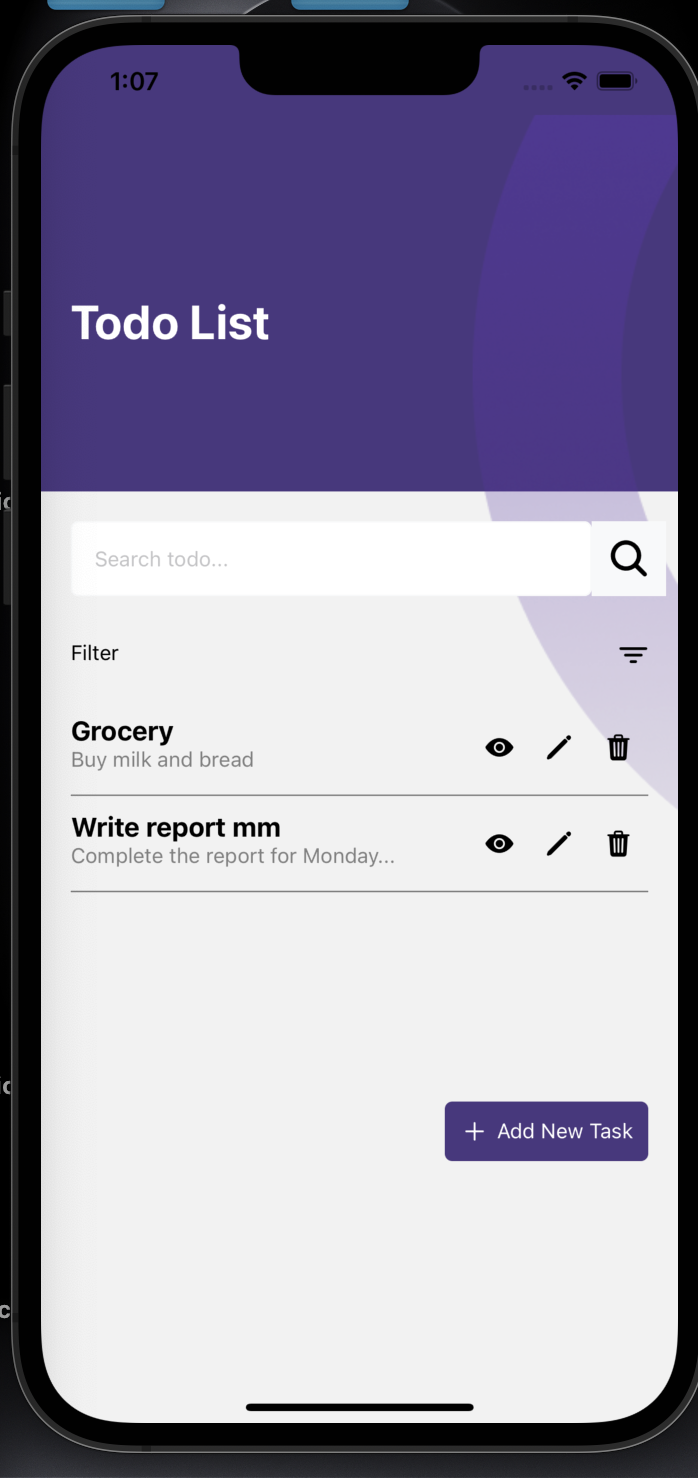 1:07
Todo List
Search todo...
Filter
Grocery
Buy milk and bread
Write report mm
Complete the report for Monday...
+ Add New Task